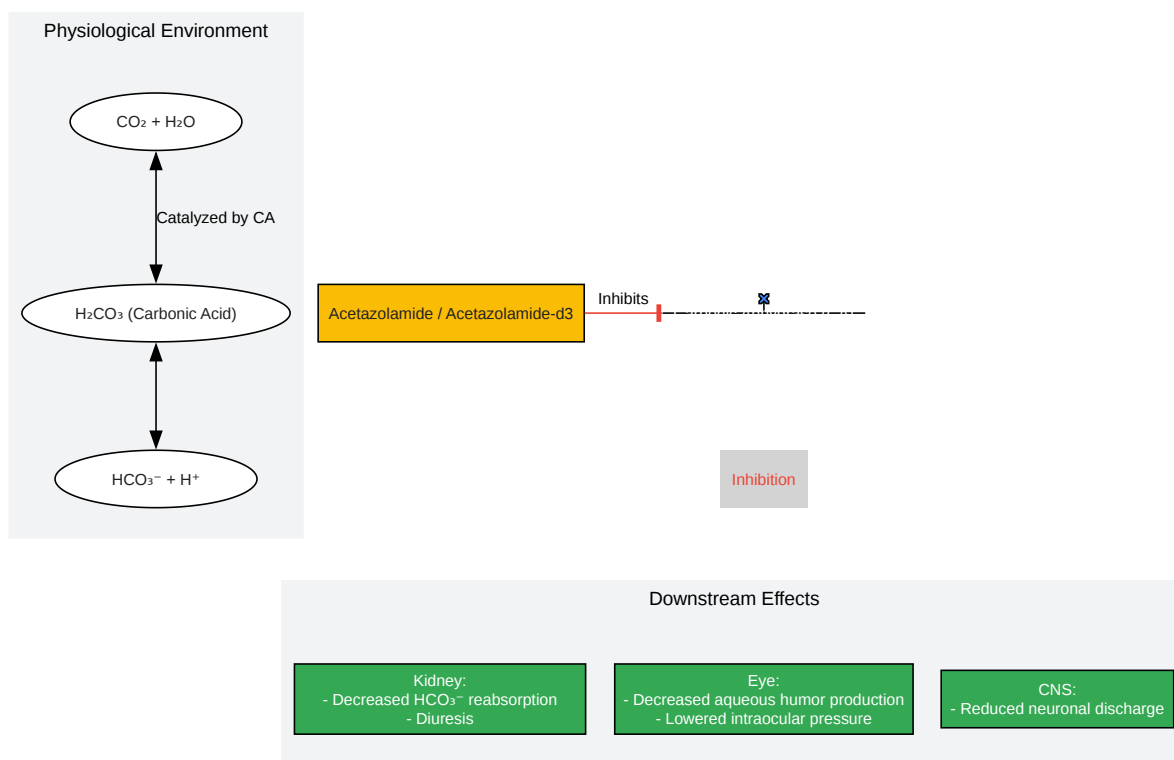 Physiological Environment
CO₂ + H₂O
Catalyzed by CA
H₂CO₃ (Carbonic Acid)
HCO₃⁻ + H⁺
Acetazolamide / Acetazolamide-d3
Inhibits
Inhibition
Downstream Effects
Kidney:
- Decreased HCO₃⁻ reabsorption
- Diuresis
Eye:
- Decreased aqueous humor production
- Lowered intraocular pressure
CNS:
- Reduced neuronal discharge